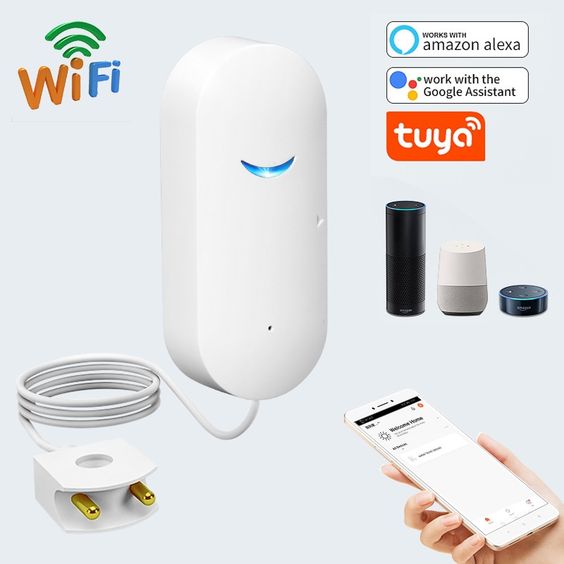 WiFi
WORKS WITH
amazon alexa
work with the
Google Assistant
tuya
Welcome Home